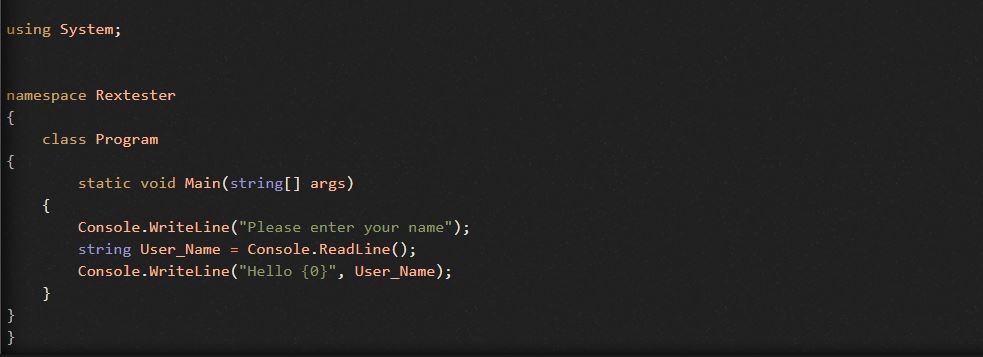 using System;
namespace Rextester
{
class Program
{
static void Main(string[] args)
{
Console.WriteLine("Please enter your name");
string User_Name = Console.ReadLine();
Console.WriteLine("Hello {0}", User_Name);
}
}
}